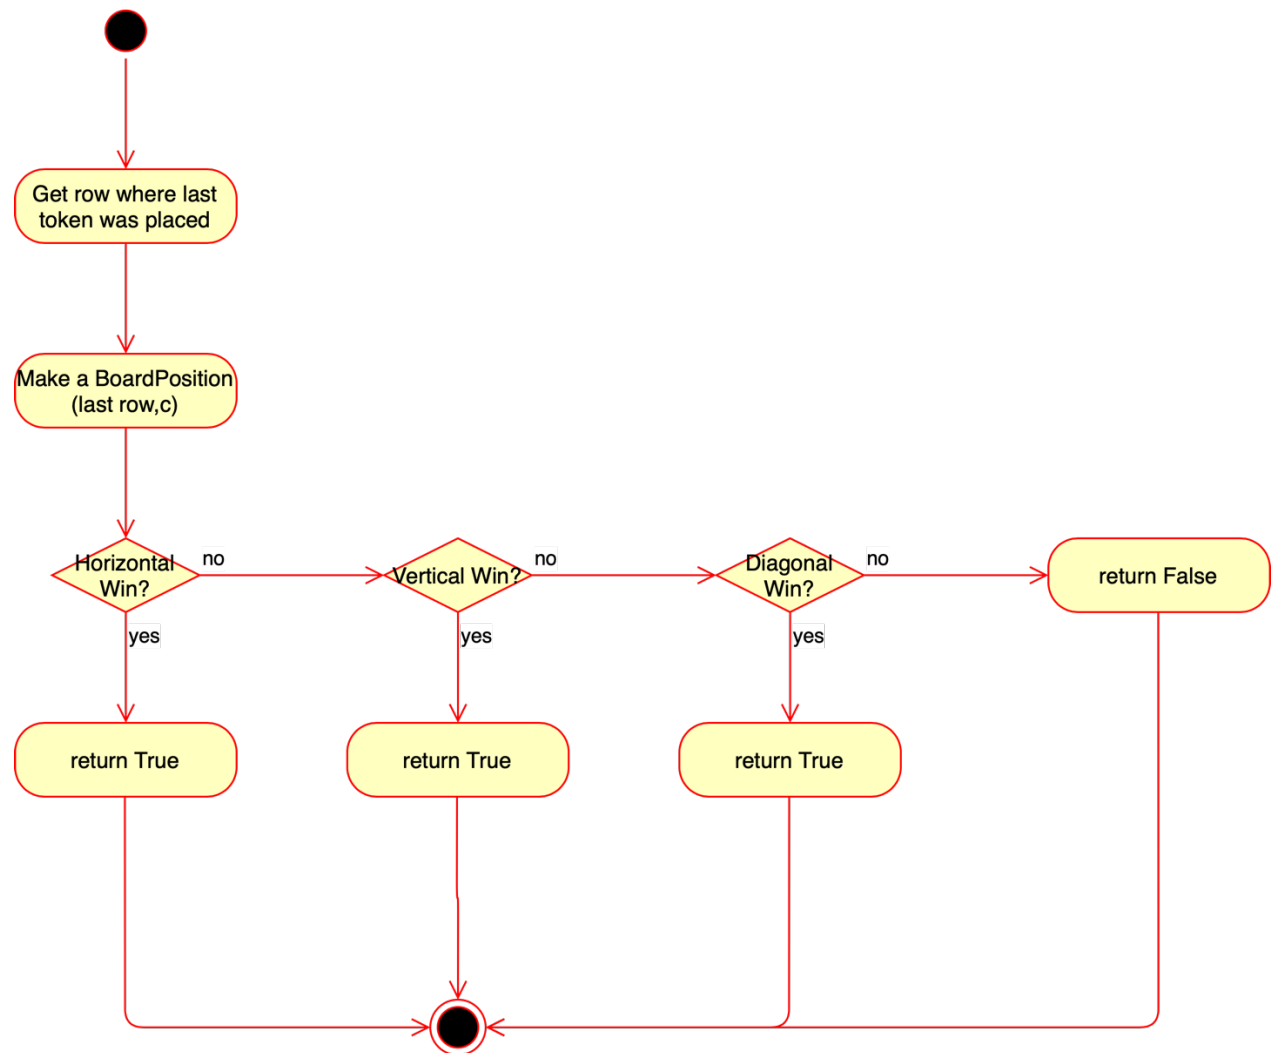 Get row where last
token was placed
Make a BoardPosition
(last row,c)
Horizontal
Win?
no
Vertical Win?
no
Diagonal
Win?
no
return False
yes
yes
yes
return True
return True
return True